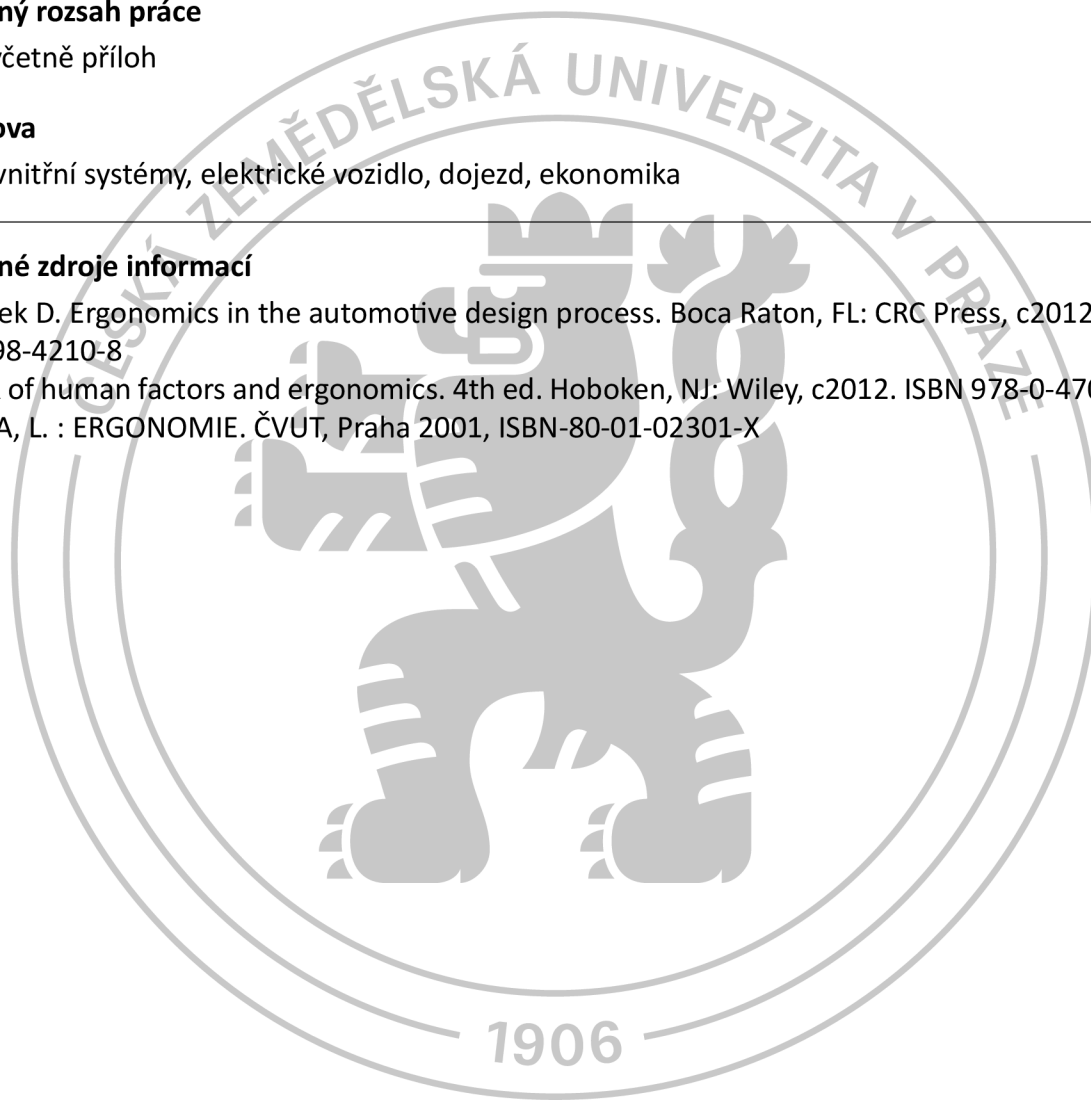 ný rozsah práce
včetně příloh
ova
vnitřní systémy, elektrické vozidlo, dojezd, ekonomika
né zdroje informací
ek D. Ergonomics in the automotive design process. Boca Raton, FL: CRC Press, c2012
98-4210-8
of human factors and ergonomics. 4th ed. Hoboken, NJ: Wiley, c2012. ISBN 978-0-470
A, L. : ERGONOMIE. ČVUT, Praha 2001, ISBN-80-01-02301-X
ČESKÁ ZEMĚDĚLSKÁ UNIVERZITA V PRAZE
1906